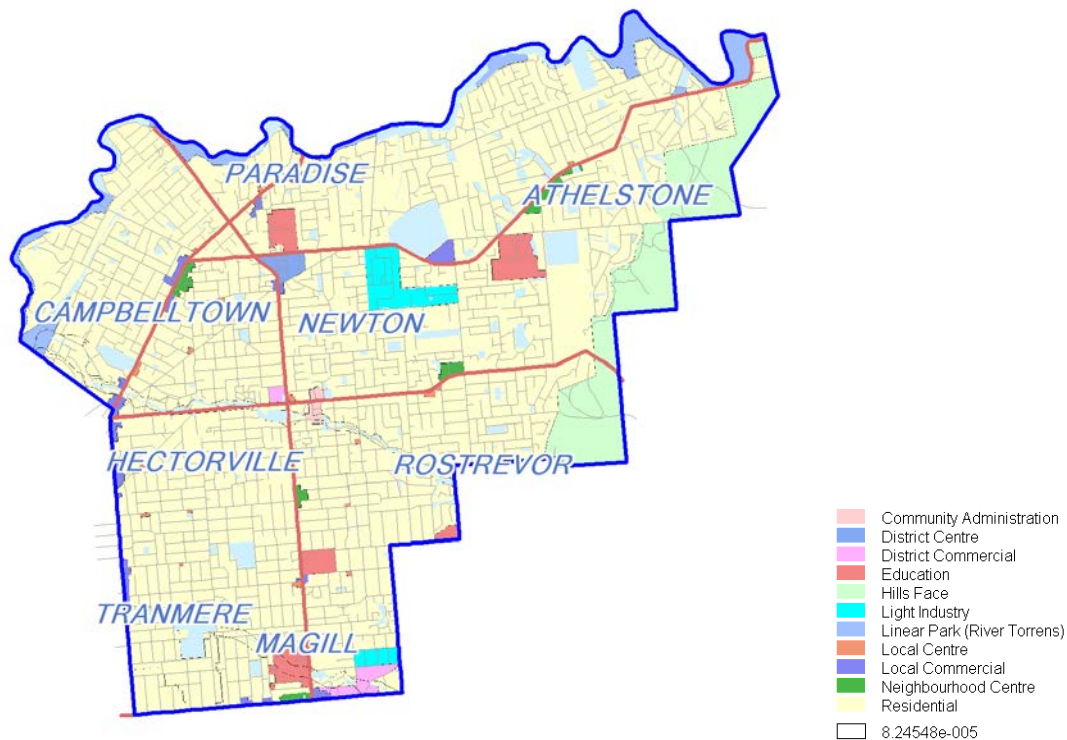 PARADISE
ATHELSTONE
CAMPBELLTOWN
NEWTON
HECTORVILLE
ROSTREVOR
TRANMERE
MAGILL
Community Administration
District Centre
District Commercial
Education
Hills Face
Light Industry
Linear Park (River Torrens)
Local Centre
Local Commercial
Neighbourhood Centre
Residential
8.24548e-005